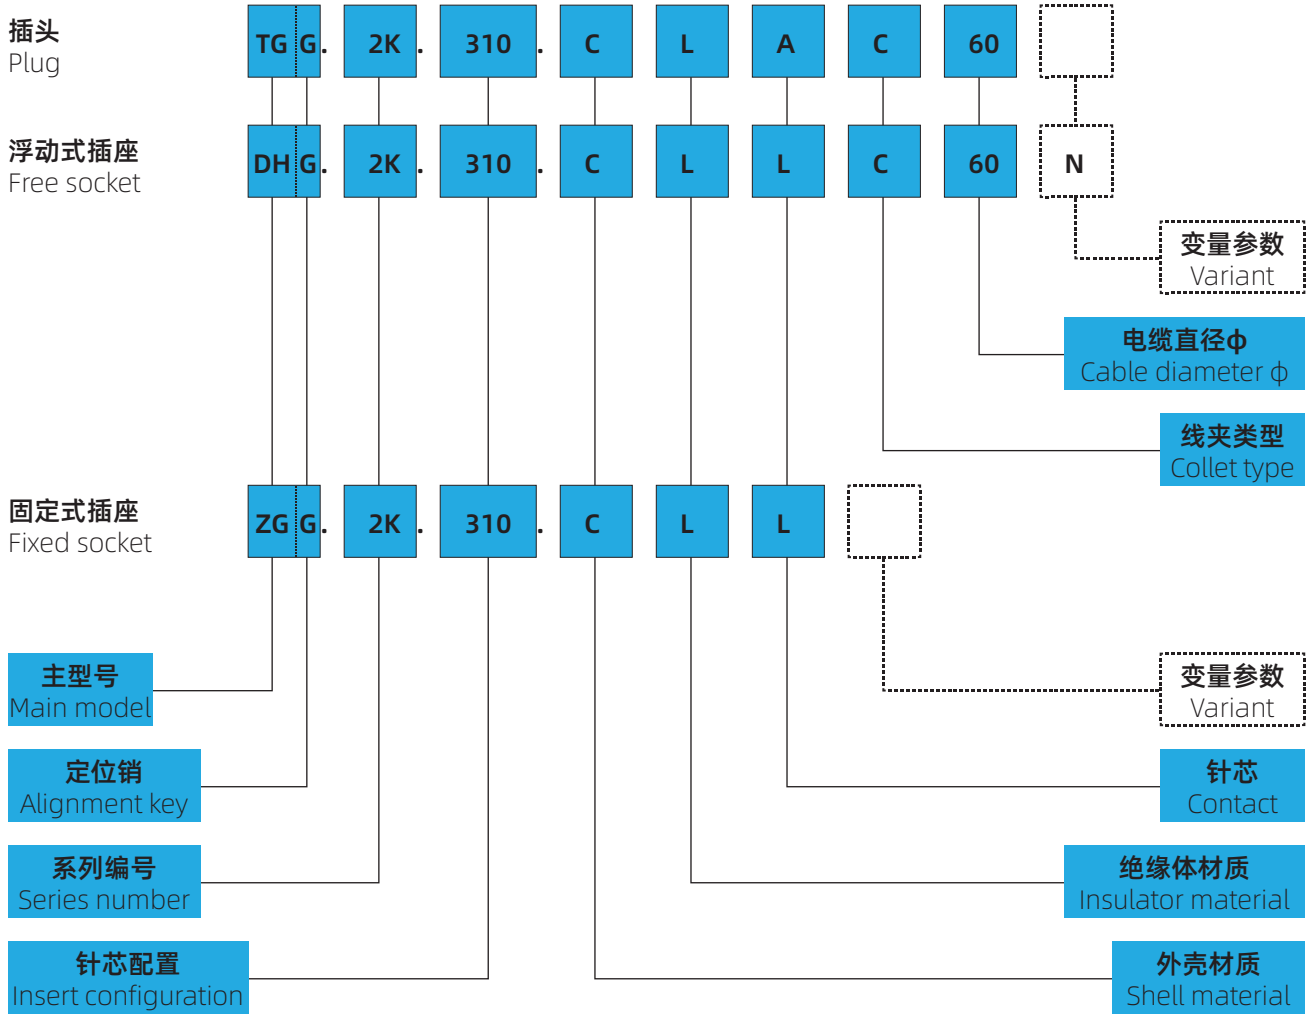 插头
Plug
TG G. 2K. 310. C L A C 60
浮动式插座
Free socket
DH G. 2K. 310. C L L C 60 N
变量参数
Variant
电缆直径φ
Cable diameter φ
线夹类型
Collet type
固定式插座
Fixed socket
ZG G. 2K. 310. C L L
主型号
Main model
变量参数
Variant
定位销
Alignment key
针芯
Contact
系列编号
Series number
绝缘体材质
Insulator material
针芯配置
Insert configuration
外壳材质
Shell material